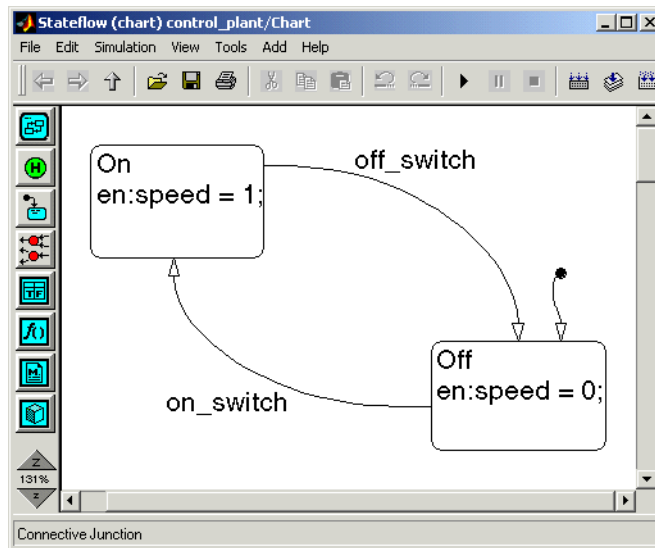 Stateflow (chart) control_plant/Chart
File Edit Simulation View Tools Add Help
On
en:speed = 1;
off_switch
Off
en:speed = 0;
on_switch
H
TF
f()
M
Z
131%
Z
Connective Junction